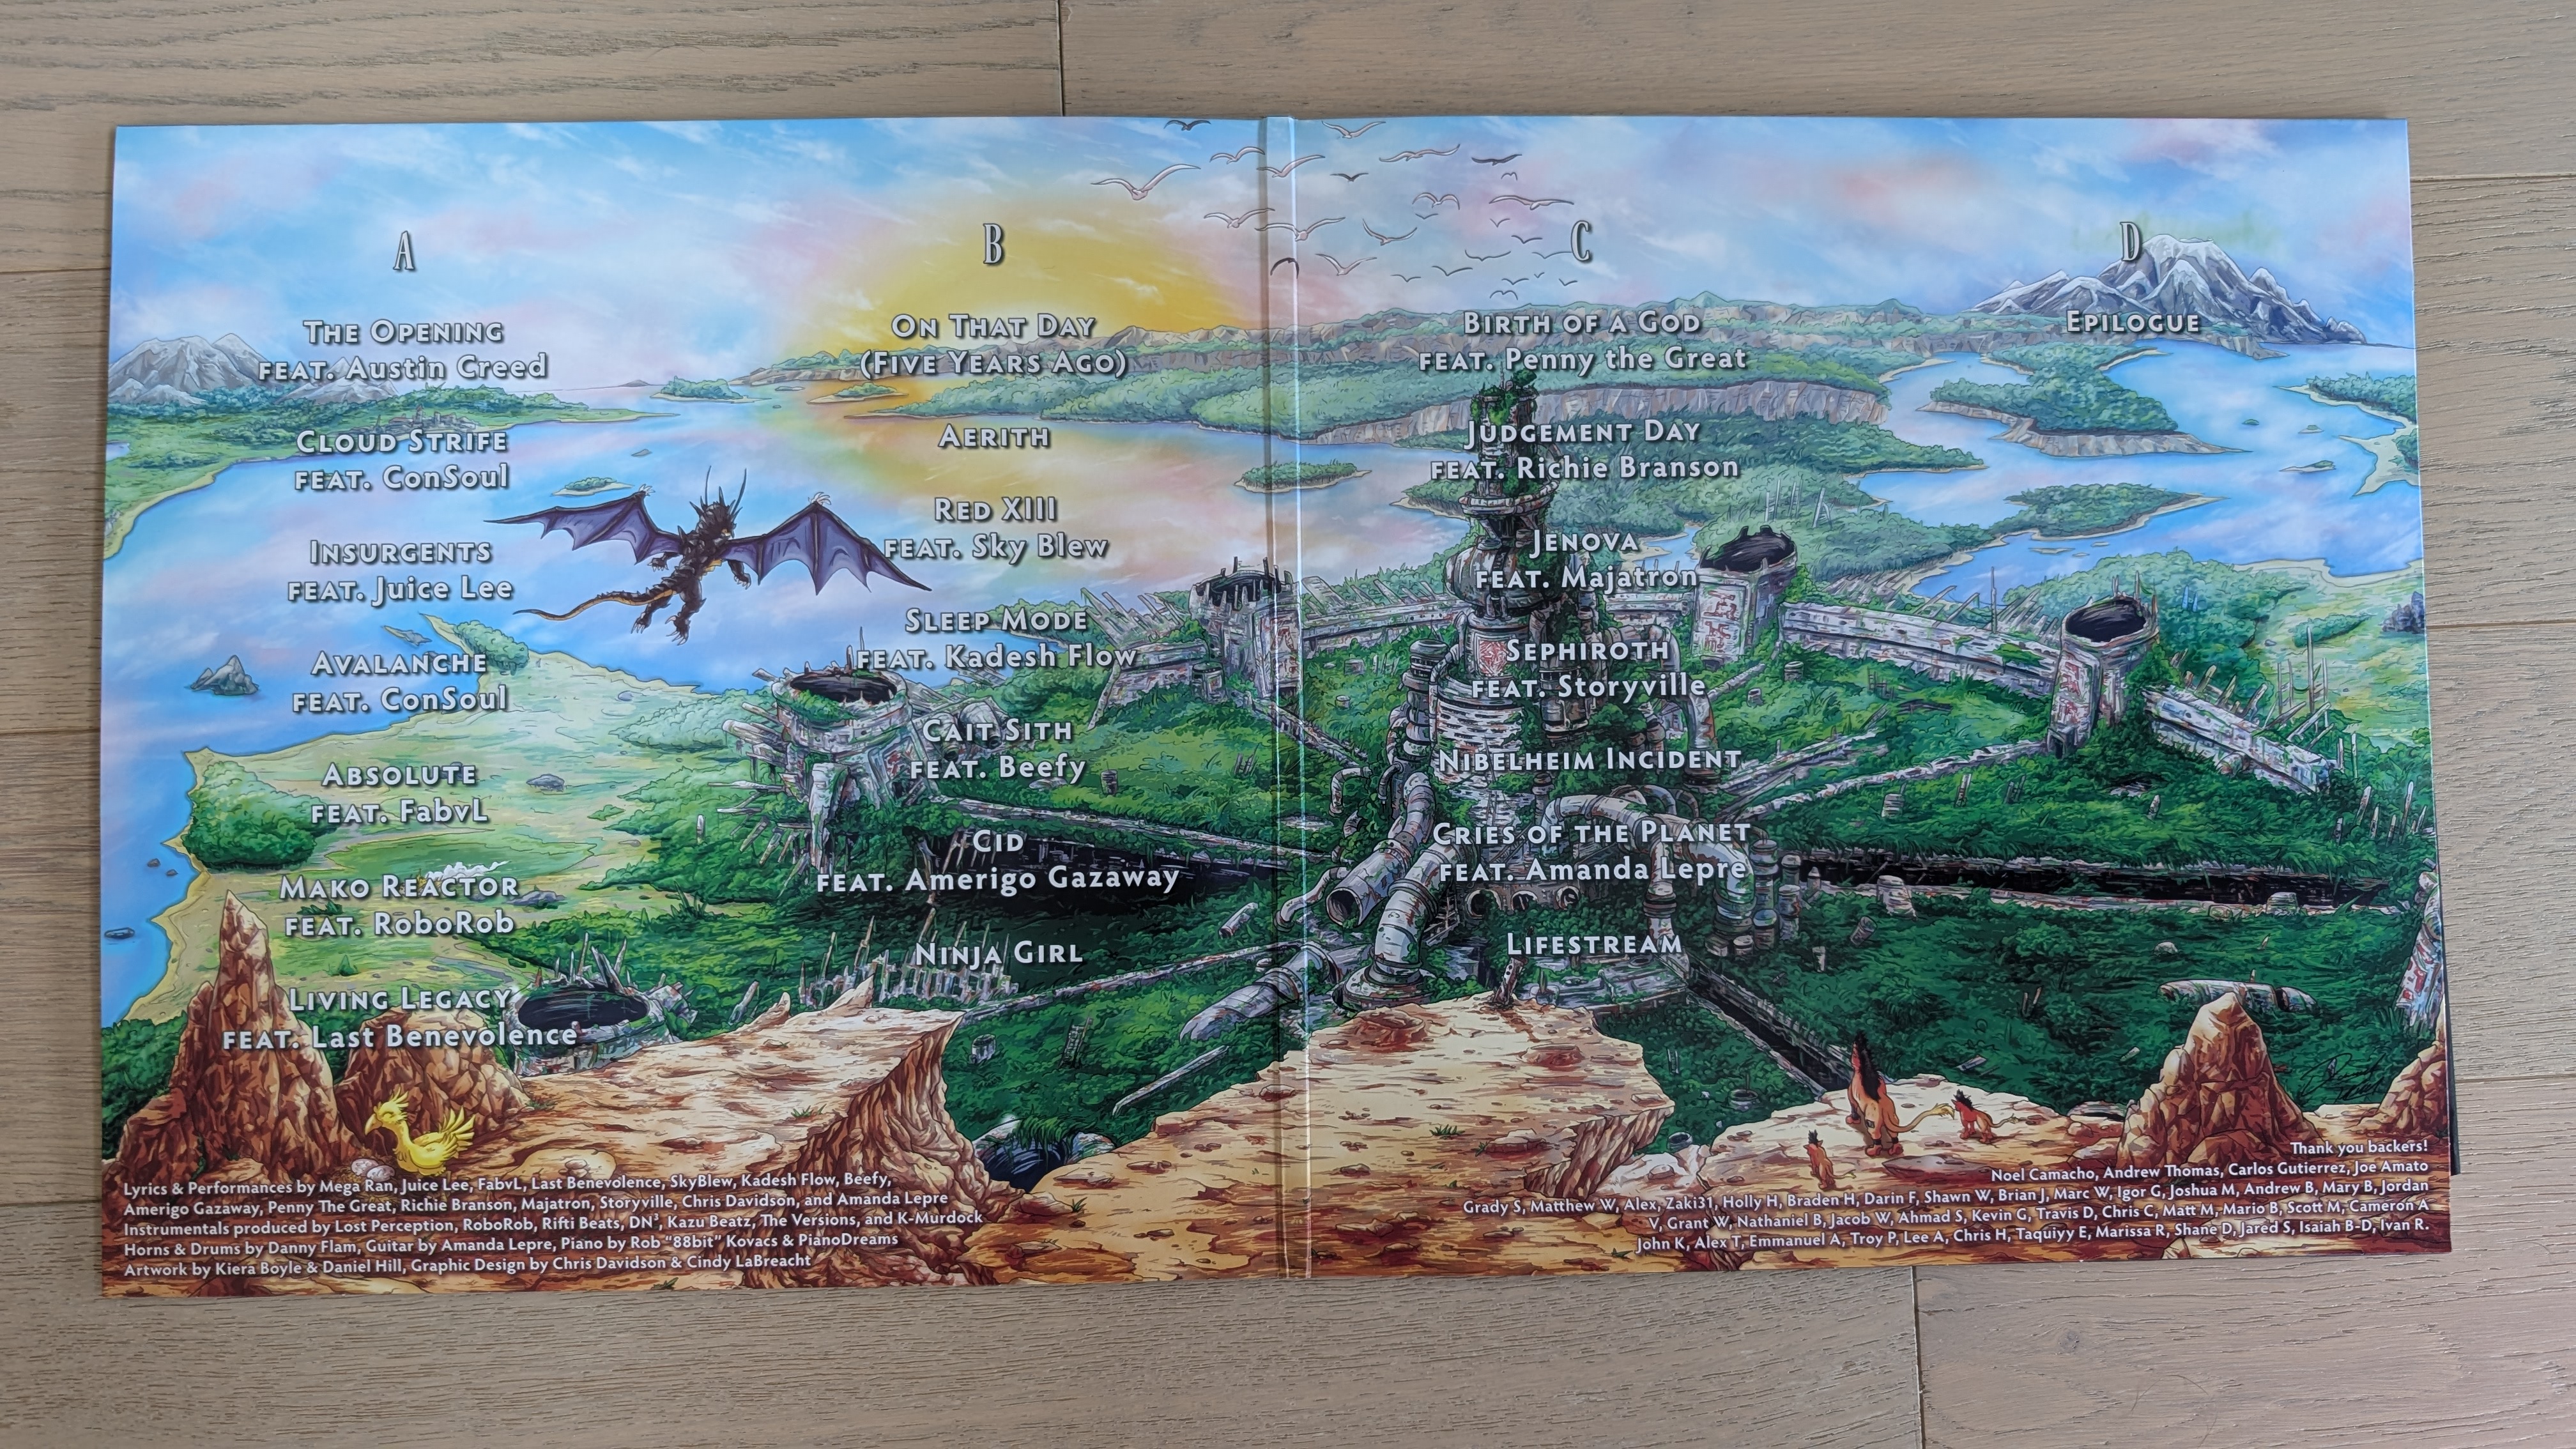 A
THE OPENING
FEAT. Austin Creed
CLOUD STRIFE
FEAT. ConSoul
INSURGENTS
FEAT. Juice Lee
AVALANCHE
FEAT. ConSoul
ABSOLUTE
FEAT. FabvL
MAKO REACTOR
FEAT. RoboRob
LIVING LEGACY
FEAT. Last Benevolence
B
ON THAT DAY
(FIVE YEARS AGO)
AERITH
RED XIII
FEAT. Sky Blew
SLEEP MODE
FEAT. Kadesh Flow
CAIT SITH
FEAT. Beefy
CID
FEAT. Amerigo Gazaway
NINJA GIRL
C
BIRTH OF A GOD
FEAT. Penny the Great
JUDGEMENT DAY
FEAT. Richie Branson
JENOVA
FEAT. Majatron
SEPHIROTH
FEAT. Storyville
NIBELHEIM INCIDENT
CRIES OF THE PLANET
FEAT. Amanda Lepre
LIFESTREAM
D
EPILOGUE
Lyrics & Performances by Mega Ran, Juice Lee, FabvL, Last Benevolence, SkyBlew, Kadesh Flow, Beefy,
Amerigo Gazaway, Penny The Great, Richie Branson, Majatron, Storyville, Chris Davidson, and Amanda Lepre
Instrumentals produced by Lost Perception, RoboRob, Rifti Beats, DN³, Kazu Beatz, The Versions, and K-Murdock
Horns & Drums by Danny Flam, Guitar by Amanda Lepre, Piano by Rob "88bit" Kovacs & PianoDreams
Artwork by Kiera Boyle & Daniel Hill, Graphic Design by Chris Davidson & Cindy LaBreacht
Thank you backers!
Noel Camacho, Andrew Thomas, Carlos Gutierrez, Joe Amato
Grady S, Matthew W, Alex, Zaki31, Holly H, Braden H, Darin F, Shawn W, Brian J, Marc W, Igor G, Joshua M, Andrew B, Mary B, Jordan
V, Grant W, Nathaniel B, Jacob W, Ahmad S, Kevin G, Travis D, Chris C, Matt M, Mario B, Scott M, Cameron A
John K, Alex T, Emmanuel A, Troy P, Lee A, Chris H, Taquiyy E, Marissa R, Shane D, Jared S, Isaiah B-D, Ivan R.